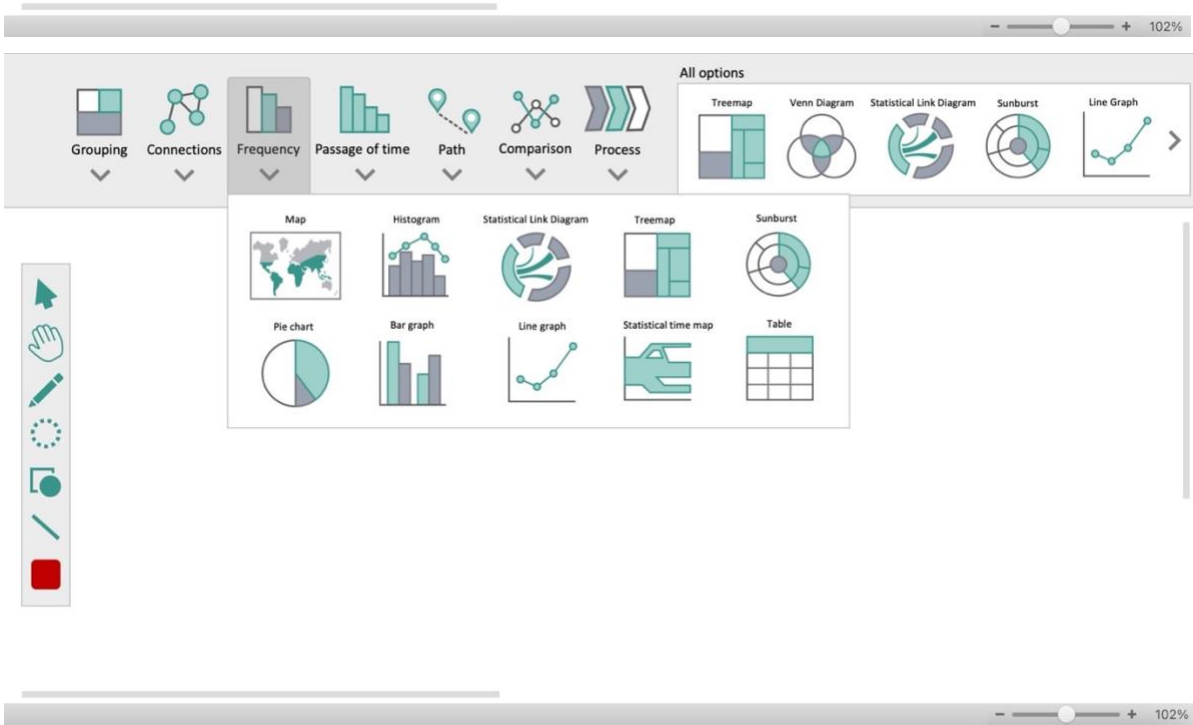 102%
All options
Treemap
Venn Diagram
Statistical Link Diagram
Sunburst
Line Graph
Grouping
Connections
Frequency
Passage of time
Path
Comparison
Process
Map
Histogram
Statistical Link Diagram
Treemap
Sunburst
Pie chart
Bar graph
Line graph
Statistical time map
Table
102%